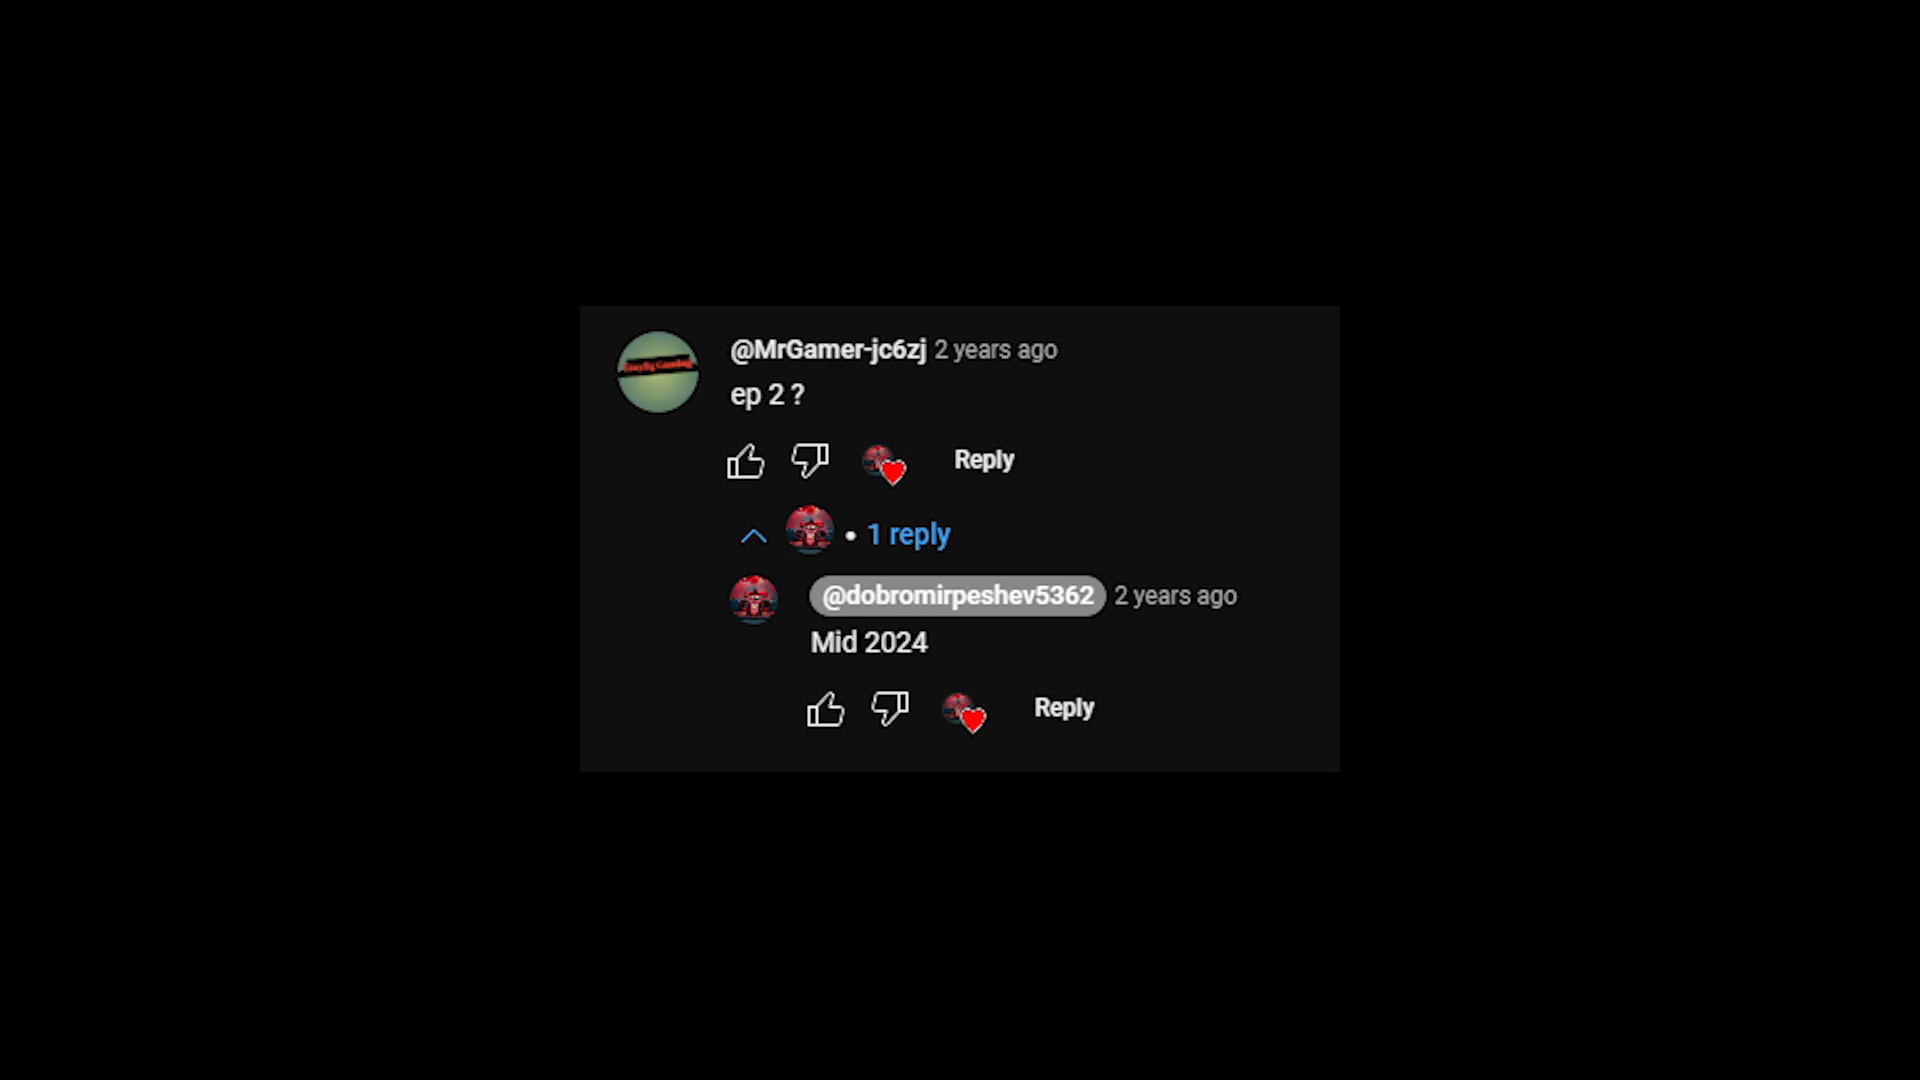 @MrGamer-jc6zj 2 years ago
ep 2 ?
Reply
• 1 reply
@dobromirpeshev5362 2 years ago
Mid 2024
Reply